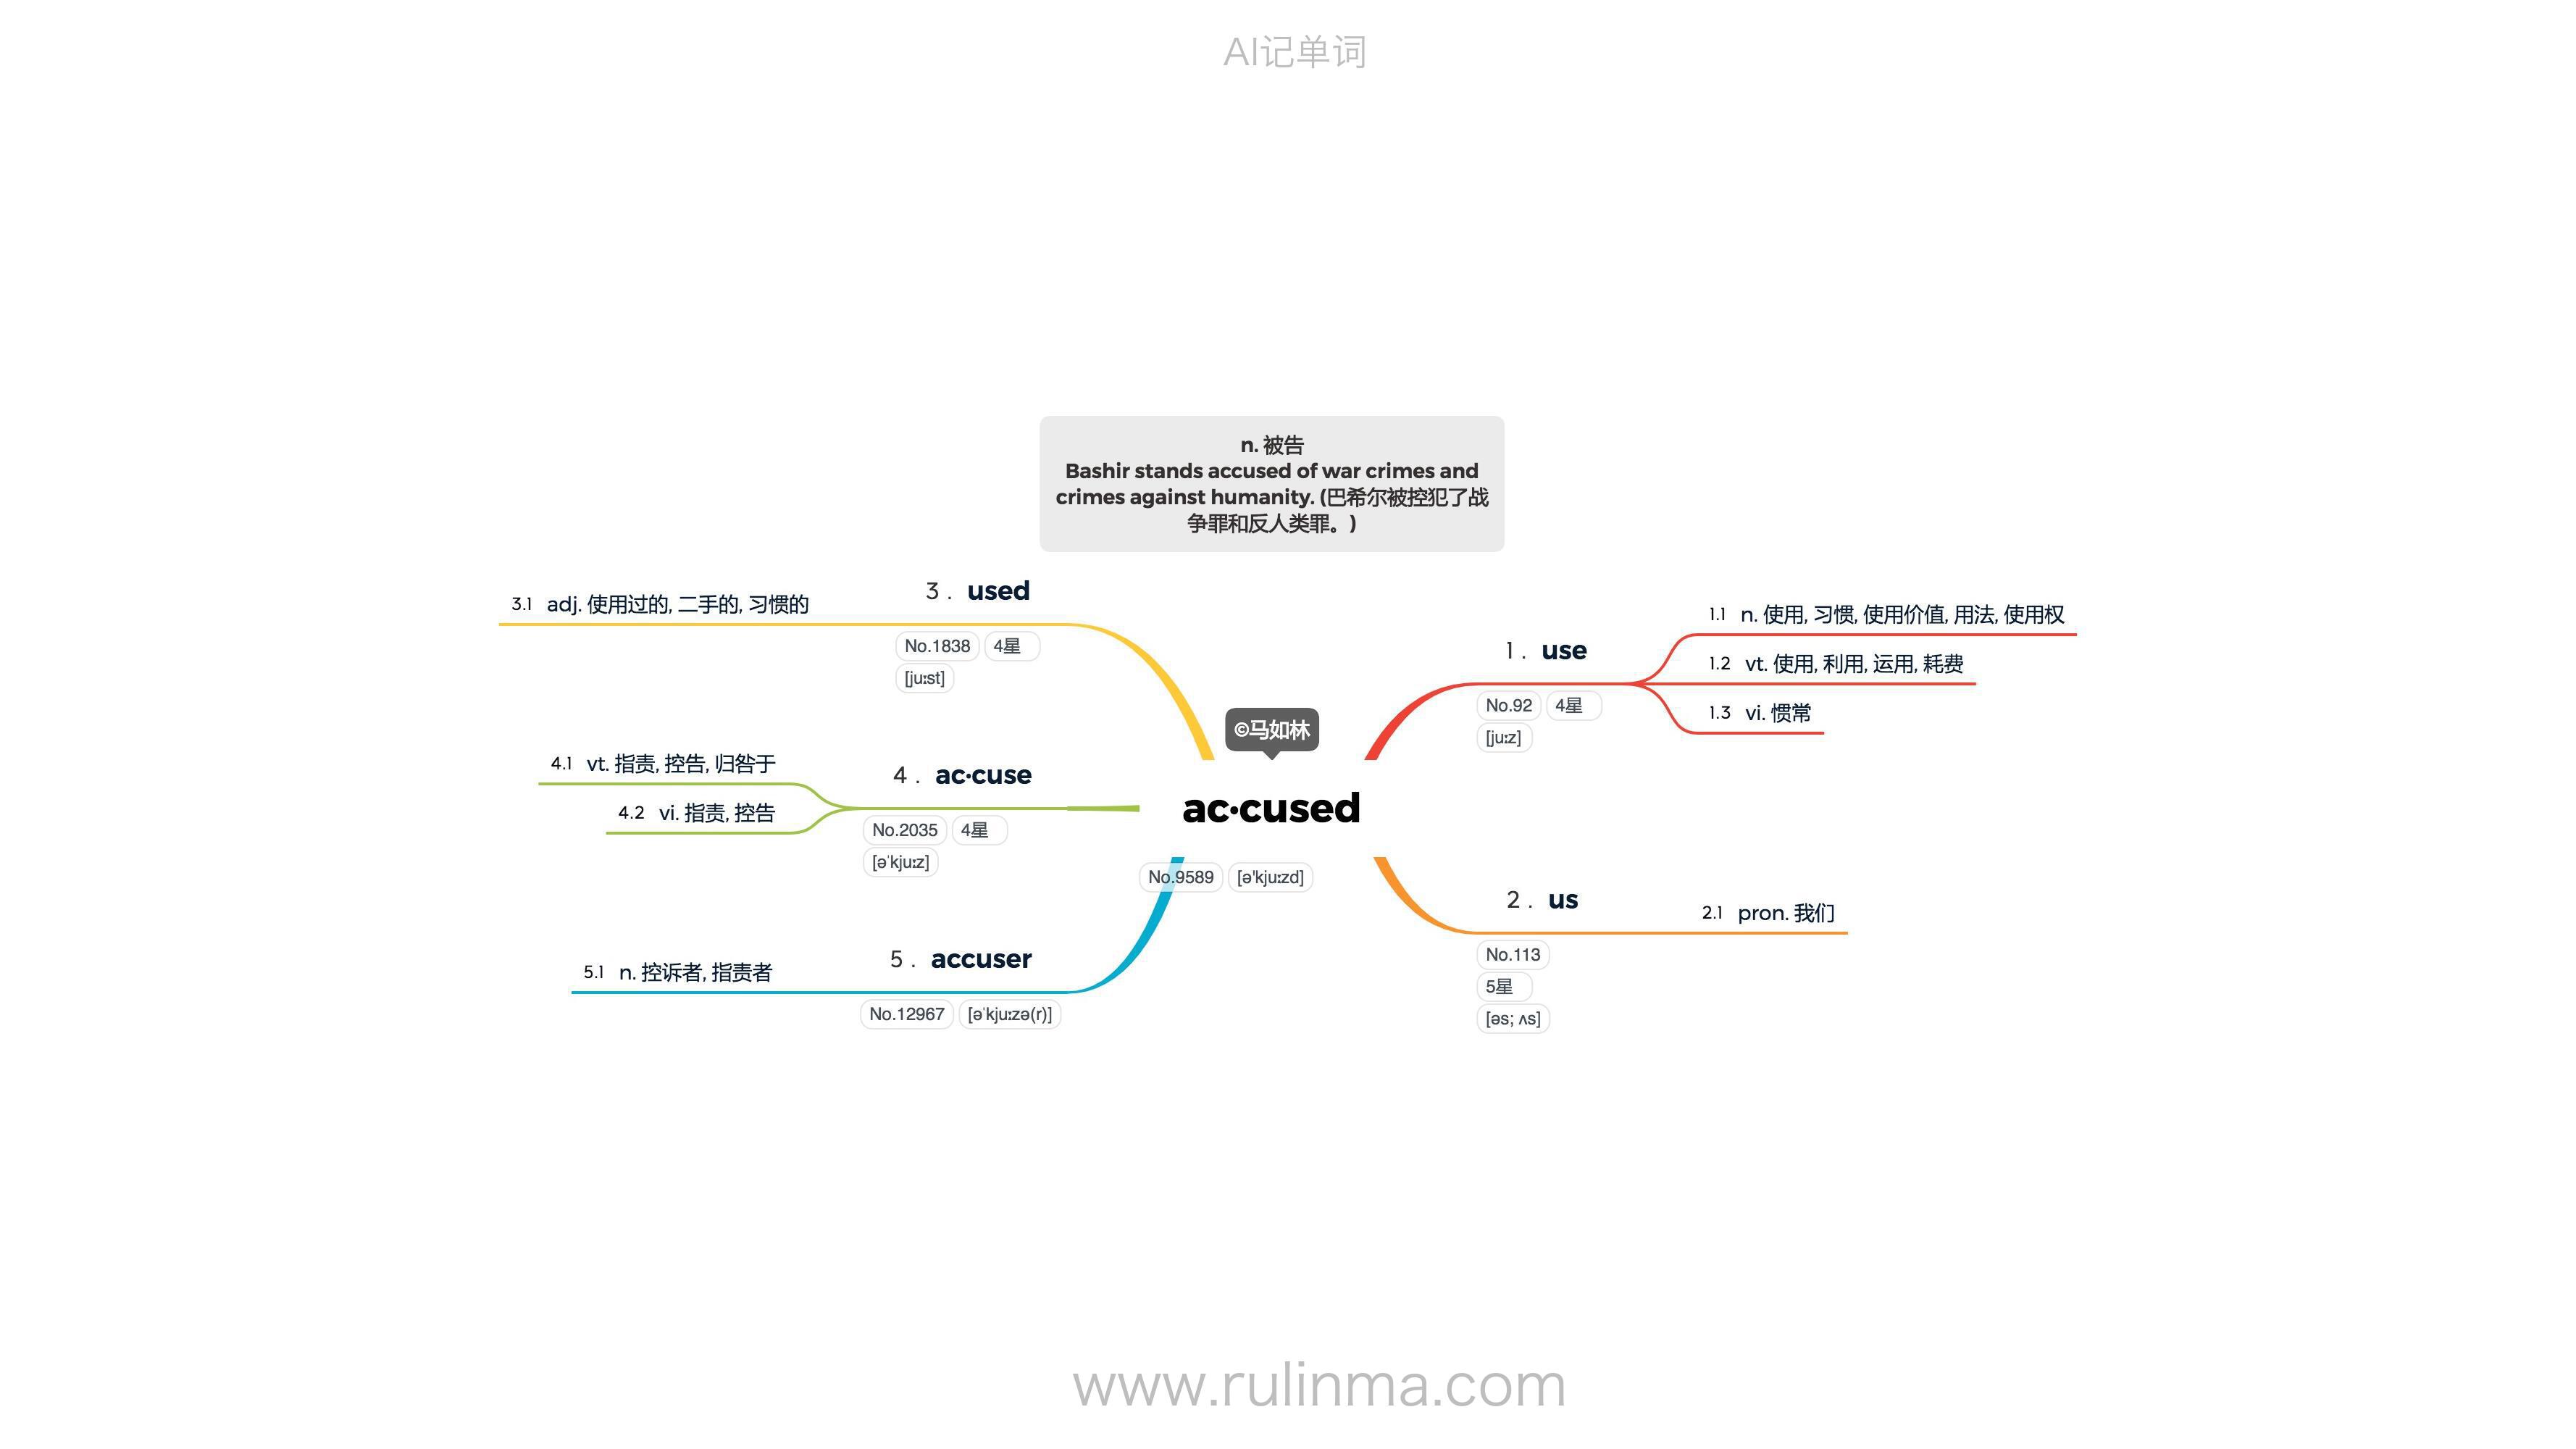 AI记单词
n. 被告
Bashir stands accused of war crimes and
crimes against humanity. (巴希尔被控犯了战
争罪和反人类罪。)
©马如林
ac·cused
No.9589 [ə'kjuːzd]
1 . use
No.92 4星
[juːz]
1.1 n. 使用, 习惯, 使用价值, 用法, 使用权
1.2 vt. 使用, 利用, 运用, 耗费
1.3 vi. 惯常
2 . us
No.113
5星
[əs; ʌs]
2.1 pron. 我们
3 . used
No.1838 4星
[juːst]
3.1 adj. 使用过的, 二手的, 习惯的
4 . ac·cuse
No.2035 4星
[əˈkjuːz]
4.1 vt. 指责, 控告, 归咎于
4.2 vi. 指责, 控告
5 . accuser
No.12967 [əˈkjuːzə(r)]
5.1 n. 控诉者, 指责者
www.rulinma.com